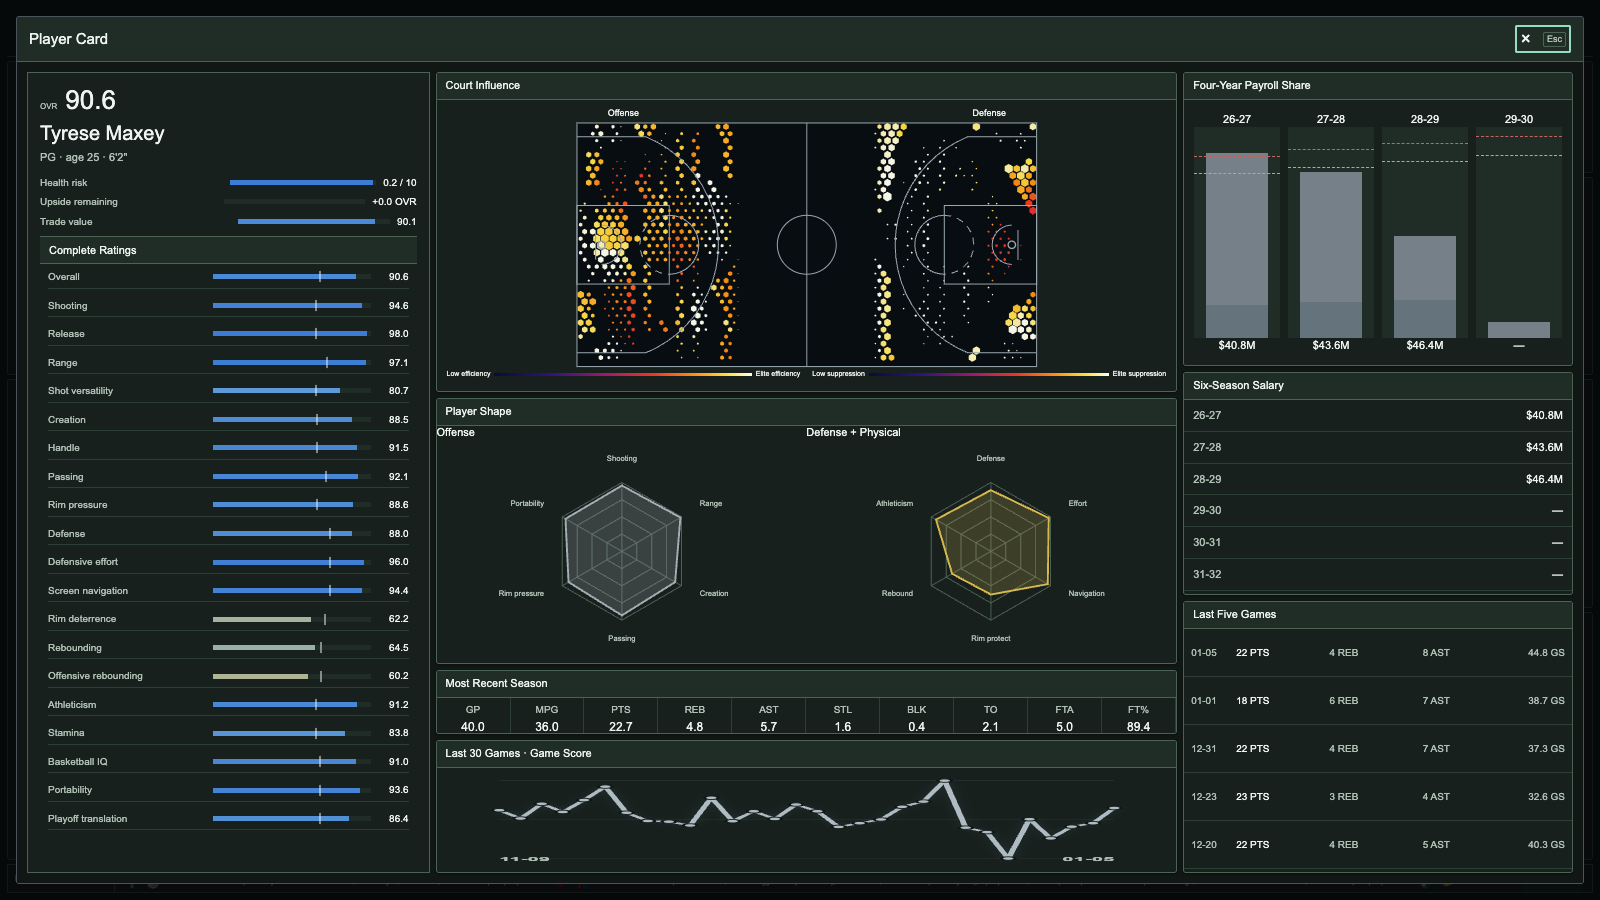 Player Card
× Esc
OVR 90.6
Tyrese Maxey
PG · age 25 · 6'2"
Health risk 0.2 / 10
Upside remaining +0.0 OVR
Trade value 90.1
Complete Ratings
Overall 90.6
Shooting 94.6
Release 98.0
Range 97.1
Shot versatility 80.7
Creation 88.5
Handle 91.5
Passing 92.1
Rim pressure 88.6
Defense 88.0
Defensive effort 96.0
Screen navigation 94.4
Rim deterrence 62.2
Rebounding 64.5
Offensive rebounding 60.2
Athleticism 91.2
Stamina 83.8
Basketball IQ 91.0
Portability 93.6
Playoff translation 86.4
Court Influence
Offense Defense
Low efficiency Elite efficiency Low suppression Elite suppression
Player Shape
Offense
Shooting
Portability Range
Rim pressure Creation
Passing
Defense + Physical
Defense
Athleticism Effort
Rebound Navigation
Rim protect
Most Recent Season
GP MPG PTS REB AST STL BLK TO FTA FT%
40.0 36.0 22.7 4.8 5.7 1.6 0.4 2.1 5.0 89.4
Last 30 Games · Game Score
11-09 01-05
Four-Year Payroll Share
26-27 27-28 28-29 29-30
$40.8M $43.6M $46.4M —
Six-Season Salary
26-27 $40.8M
27-28 $43.6M
28-29 $46.4M
29-30 —
30-31 —
31-32 —
Last Five Games
01-05 22 PTS 4 REB 8 AST 44.8 GS
01-01 18 PTS 6 REB 7 AST 38.7 GS
12-31 22 PTS 4 REB 7 AST 37.3 GS
12-23 23 PTS 3 REB 4 AST 32.6 GS
12-20 22 PTS 4 REB 5 AST 40.3 GS